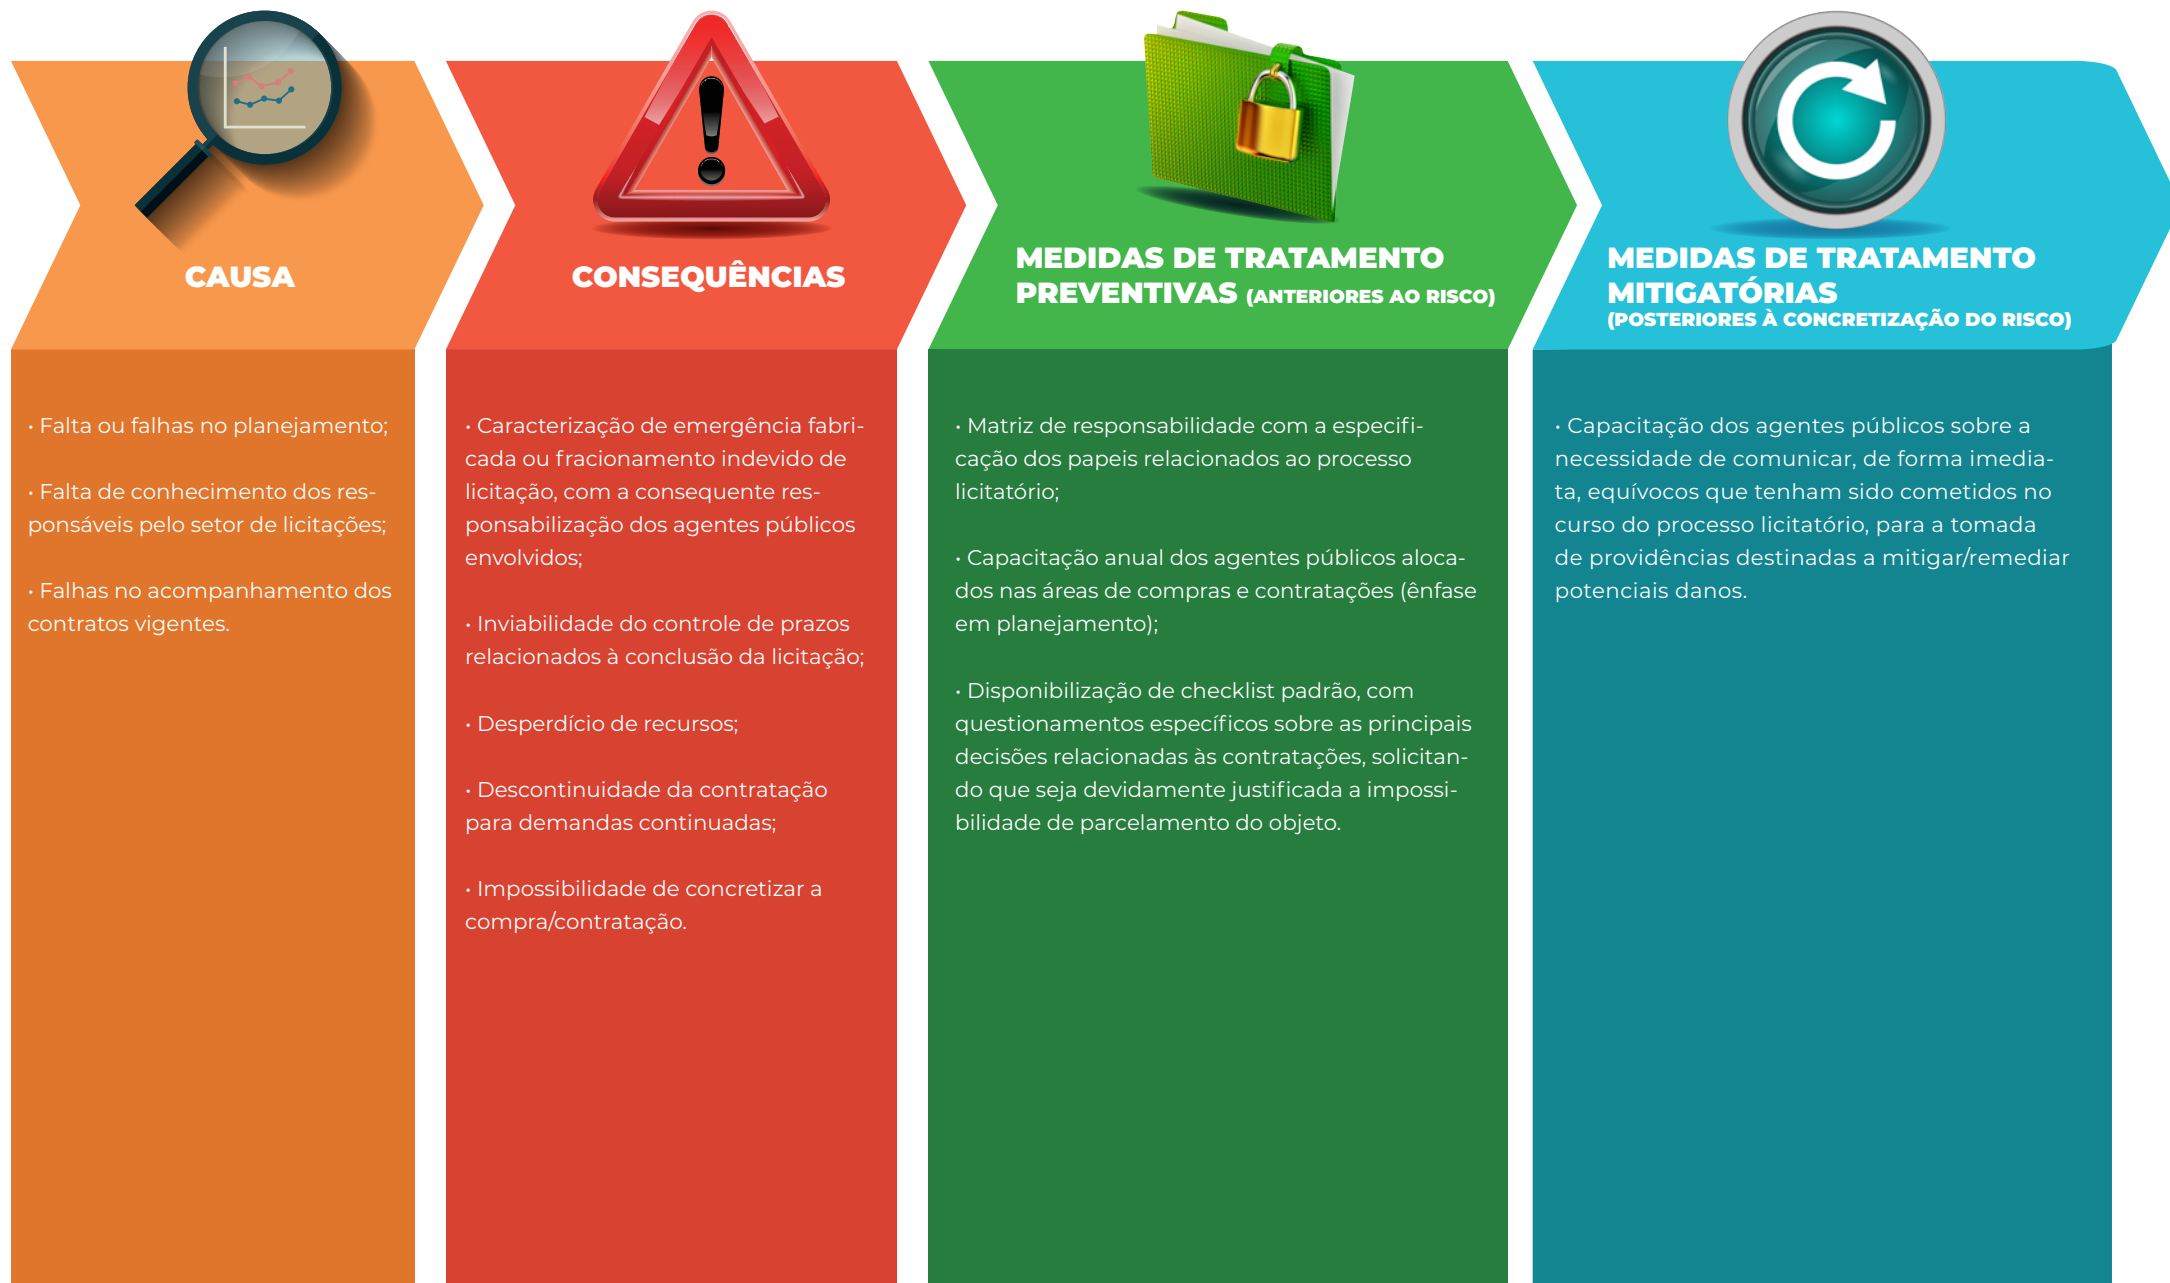 CAUSA
• Falta ou falhas no planejamento;
• Falta de conhecimento dos res-
ponsáveis pelo setor de licitações;
• Falhas no acompanhamento dos
contratos vigentes.
CONSEQUÊNCIAS
• Caracterização de emergência fabri-
cada ou fracionamento indevido de
licitação, com a consequente res-
ponsabilização dos agentes públicos
envolvidos;
• Inviabilidade do controle de prazos
relacionados à conclusão da licitação;
• Desperdício de recursos;
• Descontinuidade da contratação
para demandas continuadas;
• Impossibilidade de concretizar a
compra/contratação.
MEDIDAS DE TRATAMENTO
PREVENTIVAS (ANTERIORES AO RISCO)
• Matriz de responsabilidade com a especifi-
cação dos papeis relacionados ao processo
licitatório;
• Capacitação anual dos agentes públicos aloca-
dos nas áreas de compras e contratações (ênfase
em planejamento);
• Disponibilização de checklist padrão, com
questionamentos específicos sobre as principais
decisões relacionadas às contratações, solicitan-
do que seja devidamente justificada a impossi-
bilidade de parcelamento do objeto.
MEDIDAS DE TRATAMENTO
MITIGATÓRIAS
(POSTERIORES À CONCRETIZAÇÃO DO RISCO)
• Capacitação dos agentes públicos sobre a
necessidade de comunicar, de forma imedia-
ta, equívocos que tenham sido cometidos no
curso do processo licitatório, para a tomada
de providências destinadas a mitigar/remediar
potenciais danos.